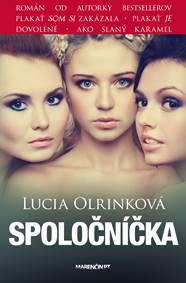 ROMÁN OD AUTORKY BESTSELLEROV
PLAKAŤ SOM SI ZAKÁZALA • PLAKAŤ JE
DOVOLENÉ • AKO SLANÝ KARAMEL
LUCIA OLRINKOVÁ
SPOLOČNÍČKA
MARENČIN PT